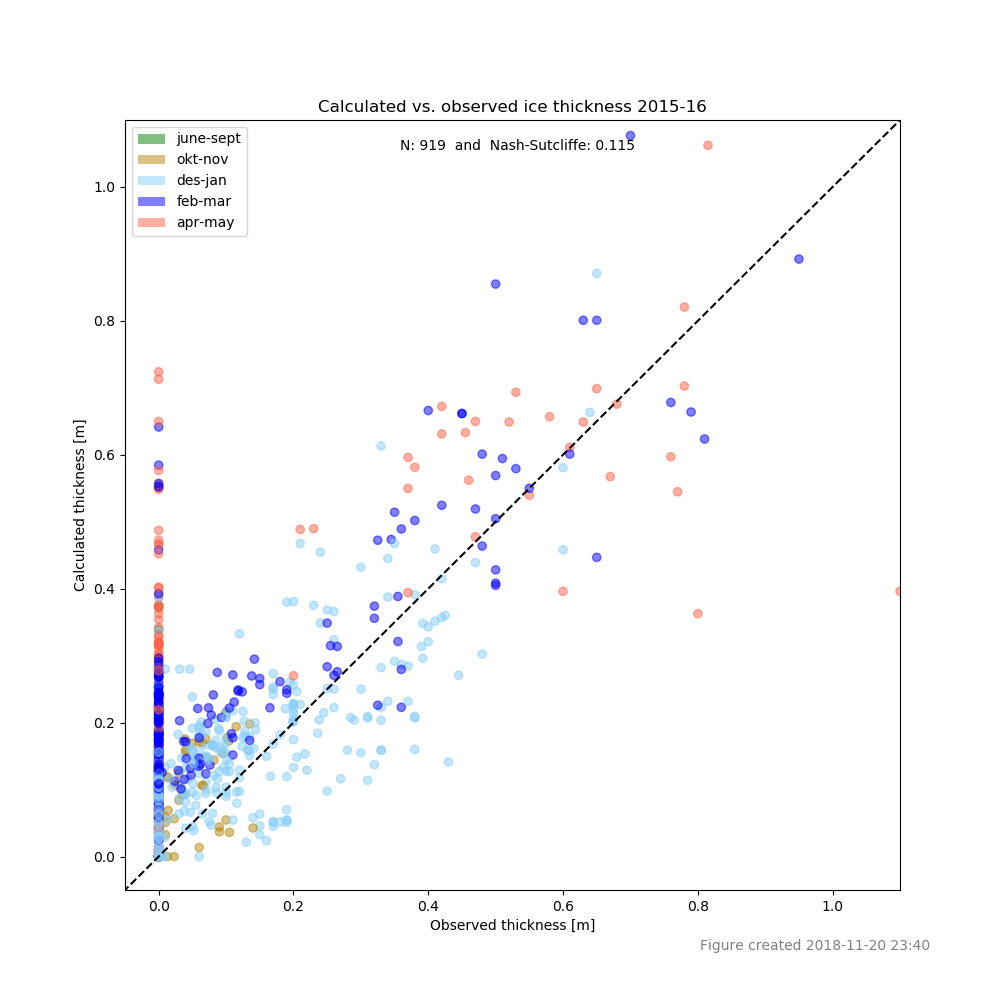 Calculated vs. observed ice thickness 2015-16
N: 919  and  Nash-Sutcliffe: 0.115
june-sept
okt-nov
des-jan
feb-mar
apr-may
Calculated thickness [m]
1.0
0.8
0.6
0.4
0.2
0.0
0.0 0.2 0.4 0.6 0.8 1.0
Observed thickness [m]
Figure created 2018-11-20 23:40